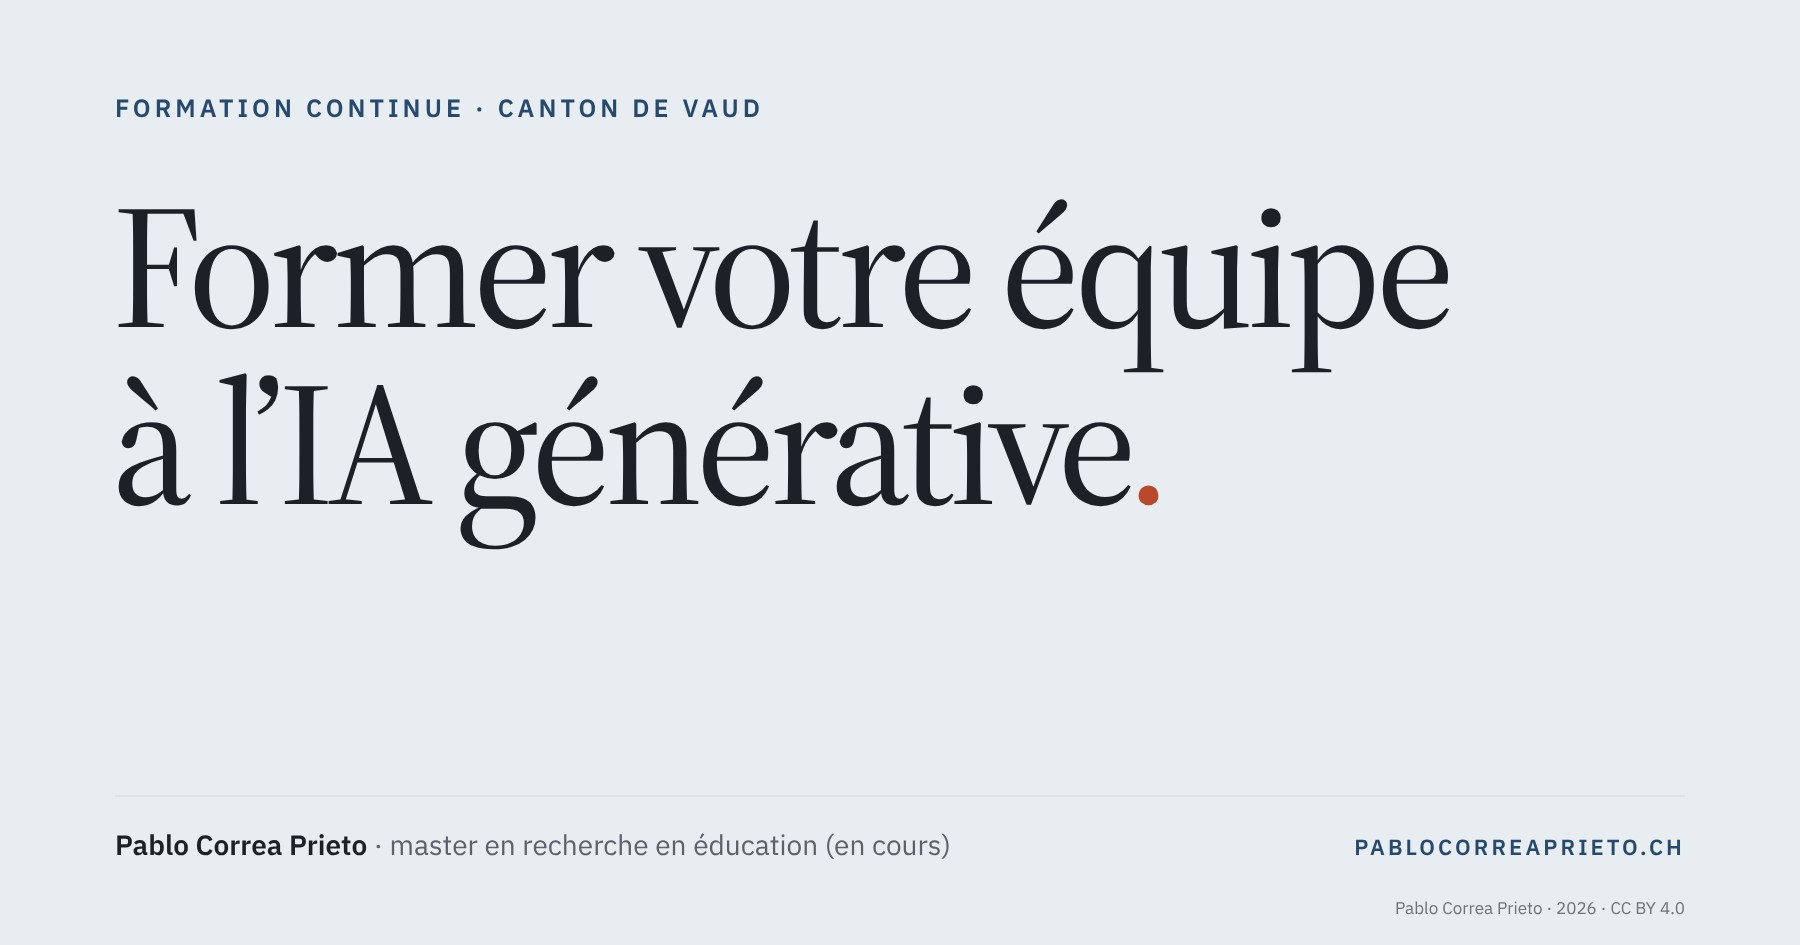 FORMATION CONTINUE · CANTON DE VAUD
Former votre équipe
à l’IA générative.
Pablo Correa Prieto · master en recherche en éducation (en cours)
PABLOCORREAPRIETO.CH
Pablo Correa Prieto · 2026 · CC BY 4.0